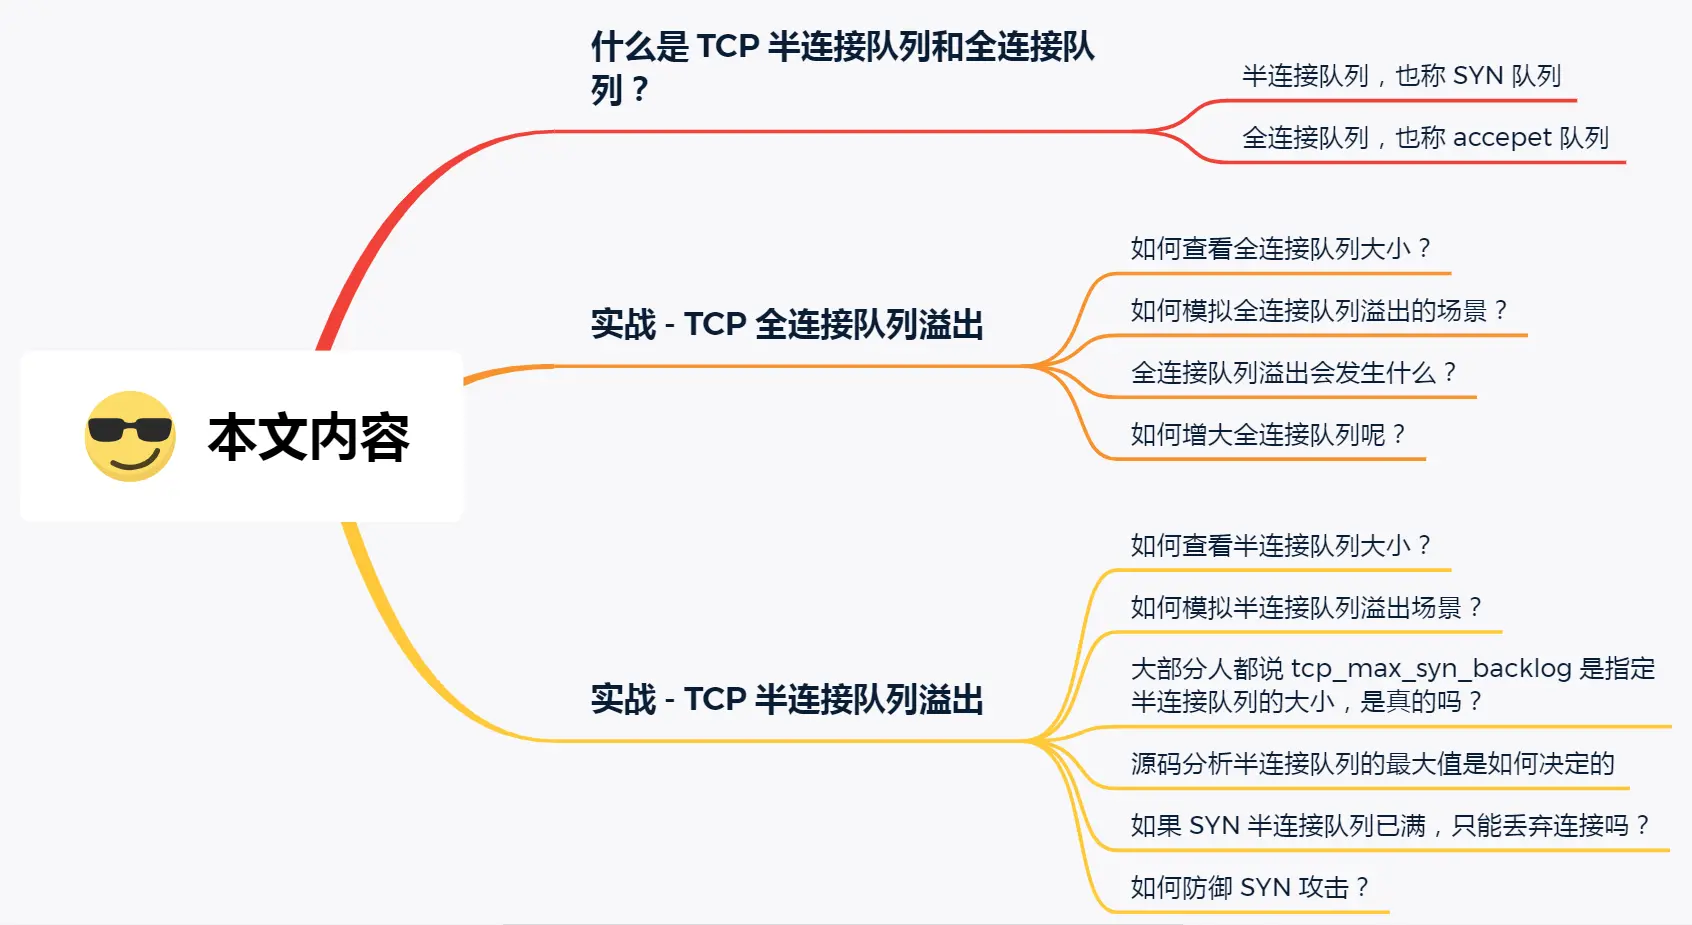 什么是 TCP 半连接队列和全连接队
列？
半连接队列，也称 SYN 队列
全连接队列，也称 accepet 队列
本文内容
实战 - TCP 全连接队列溢出
如何查看全连接队列大小？
如何模拟全连接队列溢出的场景？
全连接队列溢出会发生什么？
如何增大全连接队列呢？
实战 - TCP 半连接队列溢出
如何查看半连接队列大小？
如何模拟半连接队列溢出场景？
大部分人都说 tcp_max_syn_backlog 是指定
半连接队列的大小，是真的吗？
源码分析半连接队列的最大值是如何决定的
如果 SYN 半连接队列已满，只能丢弃连接吗？
如何防御 SYN 攻击？